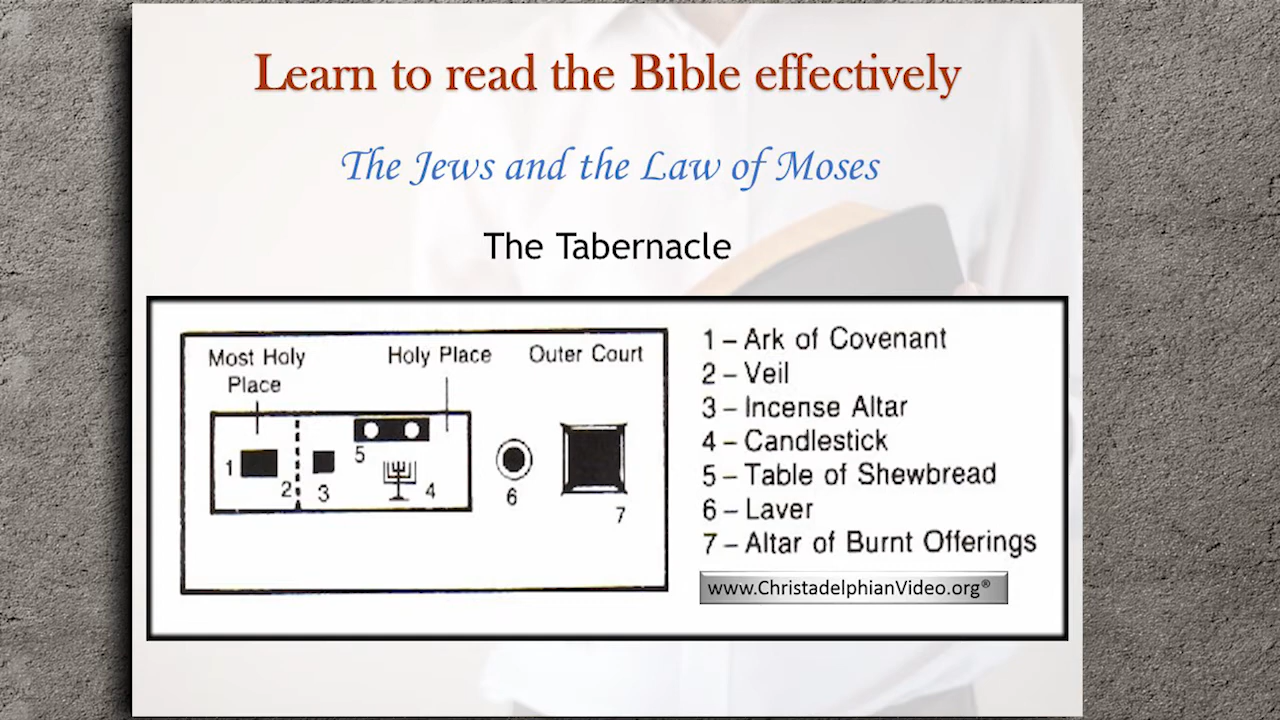 Learn to read the Bible effectively
The Jews and the Law of Moses
The Tabernacle
Most Holy
Place
Holy Place
Outer Court
1
2
3
5
4
6
7
1 – Ark of Covenant
2 – Veil
3 – Incense Altar
4 – Candlestick
5 – Table of Shewbread
6 – Laver
7 – Altar of Burnt Offerings
www.ChristadelphianVideo.org®